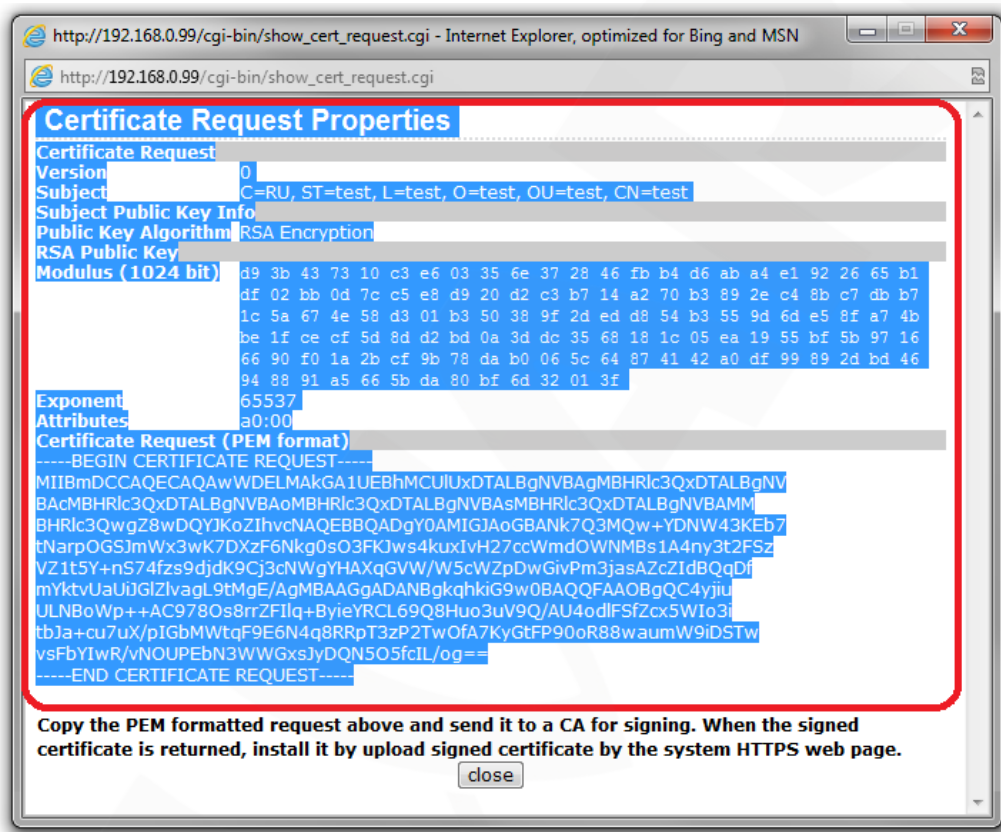 http://192.168.0.99/cgi-bin/show_cert_request.cgi - Internet Explorer, optimized for Bing and MSN
http://192.168.0.99/cgi-bin/show_cert_request.cgi
Certificate Request Properties
Certificate Request
Version 0
Subject C=RU, ST=test, L=test, O=test, OU=test, CN=test
Subject Public Key Info
Public Key Algorithm RSA Encryption
RSA Public Key
Modulus (1024 bit) d9 3b 43 73 10 c3 e6 03 35 6e 37 28 46 fb b4 d6 ab a4 e1 92 26 65 b1
df 02 bb 0d 7c c5 e8 d9 20 d2 c3 b7 14 a2 70 b3 89 2e c4 8b c7 db b7
1c 5a 67 4e 58 d3 01 b3 50 38 9f 2d ed d8 54 b3 55 9d 6d e5 8f a7 4b
be 1f ce cf 5d 8d d2 bd 0a 3d dc 35 68 18 1c 05 ea 19 55 bf 5b 97 16
66 90 f0 1a 2b cf 9b 78 da b0 06 5c 64 87 41 42 a0 df 99 89 2d bd 46
94 88 91 a5 66 5b da 80 bf 6d 32 01 3f
Exponent 65537
Attributes a0:00
Certificate Request (PEM format)
-----BEGIN CERTIFICATE REQUEST-----
MIIBmDCCAQECAQAwWDELMAkGA1UEBhMCUlUxDTALBgNVBAgMBHRlc3QxDTALBgNV
BAcMBHRlc3QxDTALBgNVBAoMBHRlc3QxDTALBgNVBAsMBHRlc3QxDTALBgNVBAMM
BHRlc3QwgZ8wDQYJKoZIhvcNAQEBBQADgY0AMIGJAoGBANk7Q3MQw+YDNW43KEb7
tNarpOGSJmWx3wK7DXzF6Nkg0sO3FKJws4kuxIvH27ccWmdOWNMBs1A4ny3t2FSz
VZ1t5Y+nS74fzs9djdK9Cj3cNWgYHAXqGVW/W5cWZpDwGivPm3jasAZcZIdBQqDf
mYktvUaUiJGlZlvagL9tMgE/AgMBAAGgADANBgkqhkiG9w0BAQQFAAOBgQC4yjiu
ULNBoWp++AC978Os8rrZFIlq+ByieYRCL69Q8Huo3uV9Q/AU4odlFSfZcx5WIo3i
tbJa+cu7uX/pIGbMWtqF9E6N4q8RRpT3zP2TwOfA7KyGtFP90oR88waumW9iDSTw
vsFbYIwR/vNOUPEbN3WWGxsJyDQN5O5fcIL/og==
-----END CERTIFICATE REQUEST-----
Copy the PEM formatted request above and send it to a CA for signing. When the signed
certificate is returned, install it by upload signed certificate by the system HTTPS web page.
close